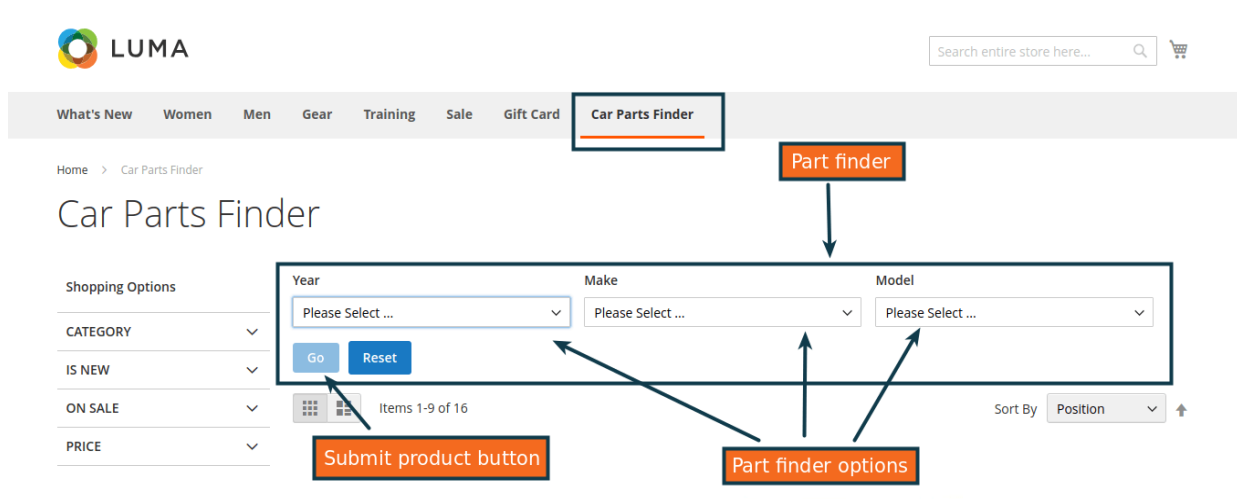 LUMA
Search entire store here...
What's New Women Men Gear Training Sale Gift Card Car Parts Finder
Part finder
Home > Car Parts Finder
Car Parts Finder
Shopping Options
Year Make Model
Please Select ... Please Select ... Please Select ...
CATEGORY
Go Reset
IS NEW
ON SALE
Items 1-9 of 16
Sort By Position
PRICE
Submit product button
Part finder options